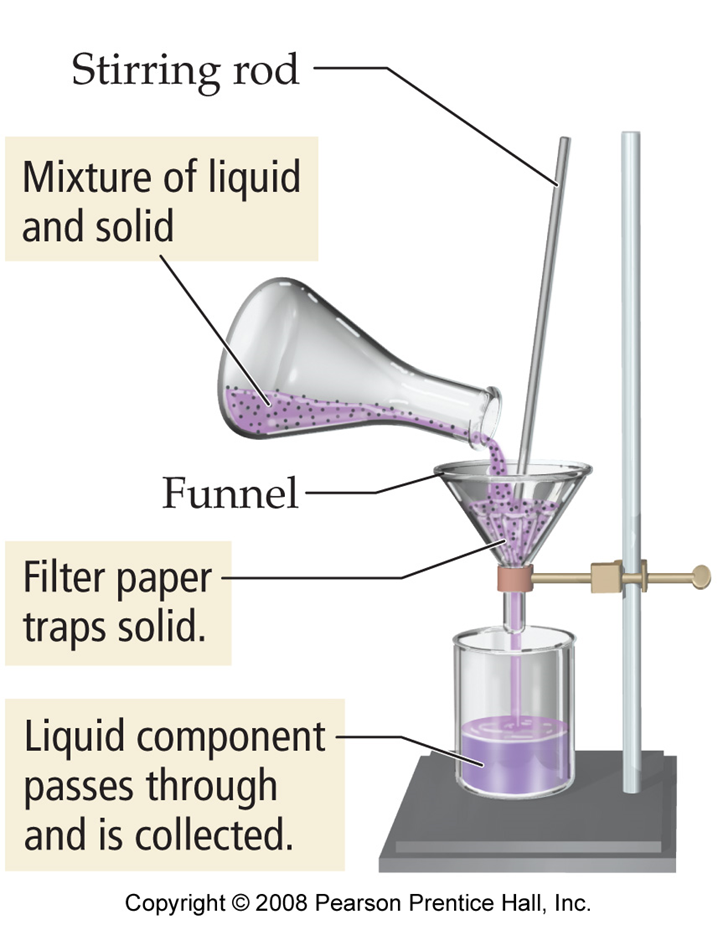 Stirring rod
Mixture of liquid
and solid
Funnel
Filter paper
traps solid.
Liquid component
passes through
and is collected.
Copyright © 2008 Pearson Prentice Hall, Inc.